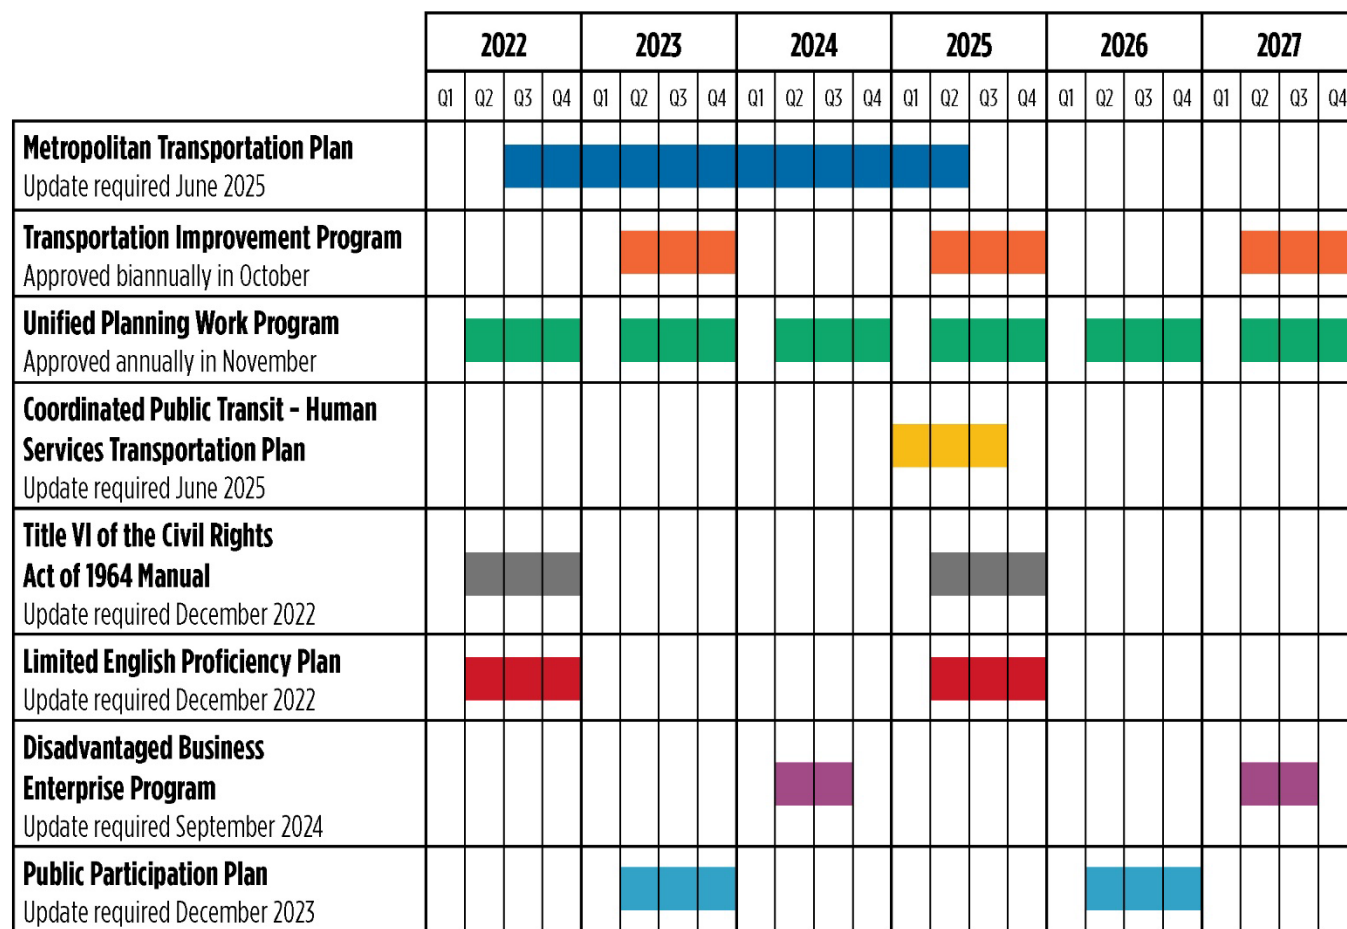 2022 2023 2024 2025 2026 2027
Q1 Q2 Q3 Q4 Q1 Q2 Q3 Q4 Q1 Q2 Q3 Q4 Q1 Q2 Q3 Q4 Q1 Q2 Q3 Q4 Q1 Q2 Q3 Q4
Metropolitan Transportation Plan
Update required June 2025
Transportation Improvement Program
Approved biannually in October
Unified Planning Work Program
Approved annually in November
Coordinated Public Transit - Human
Services Transportation Plan
Update required June 2025
Title VI of the Civil Rights
Act of 1964 Manual
Update required December 2022
Limited English Proficiency Plan
Update required December 2022
Disadvantaged Business
Enterprise Program
Update required September 2024
Public Participation Plan
Update required December 2023